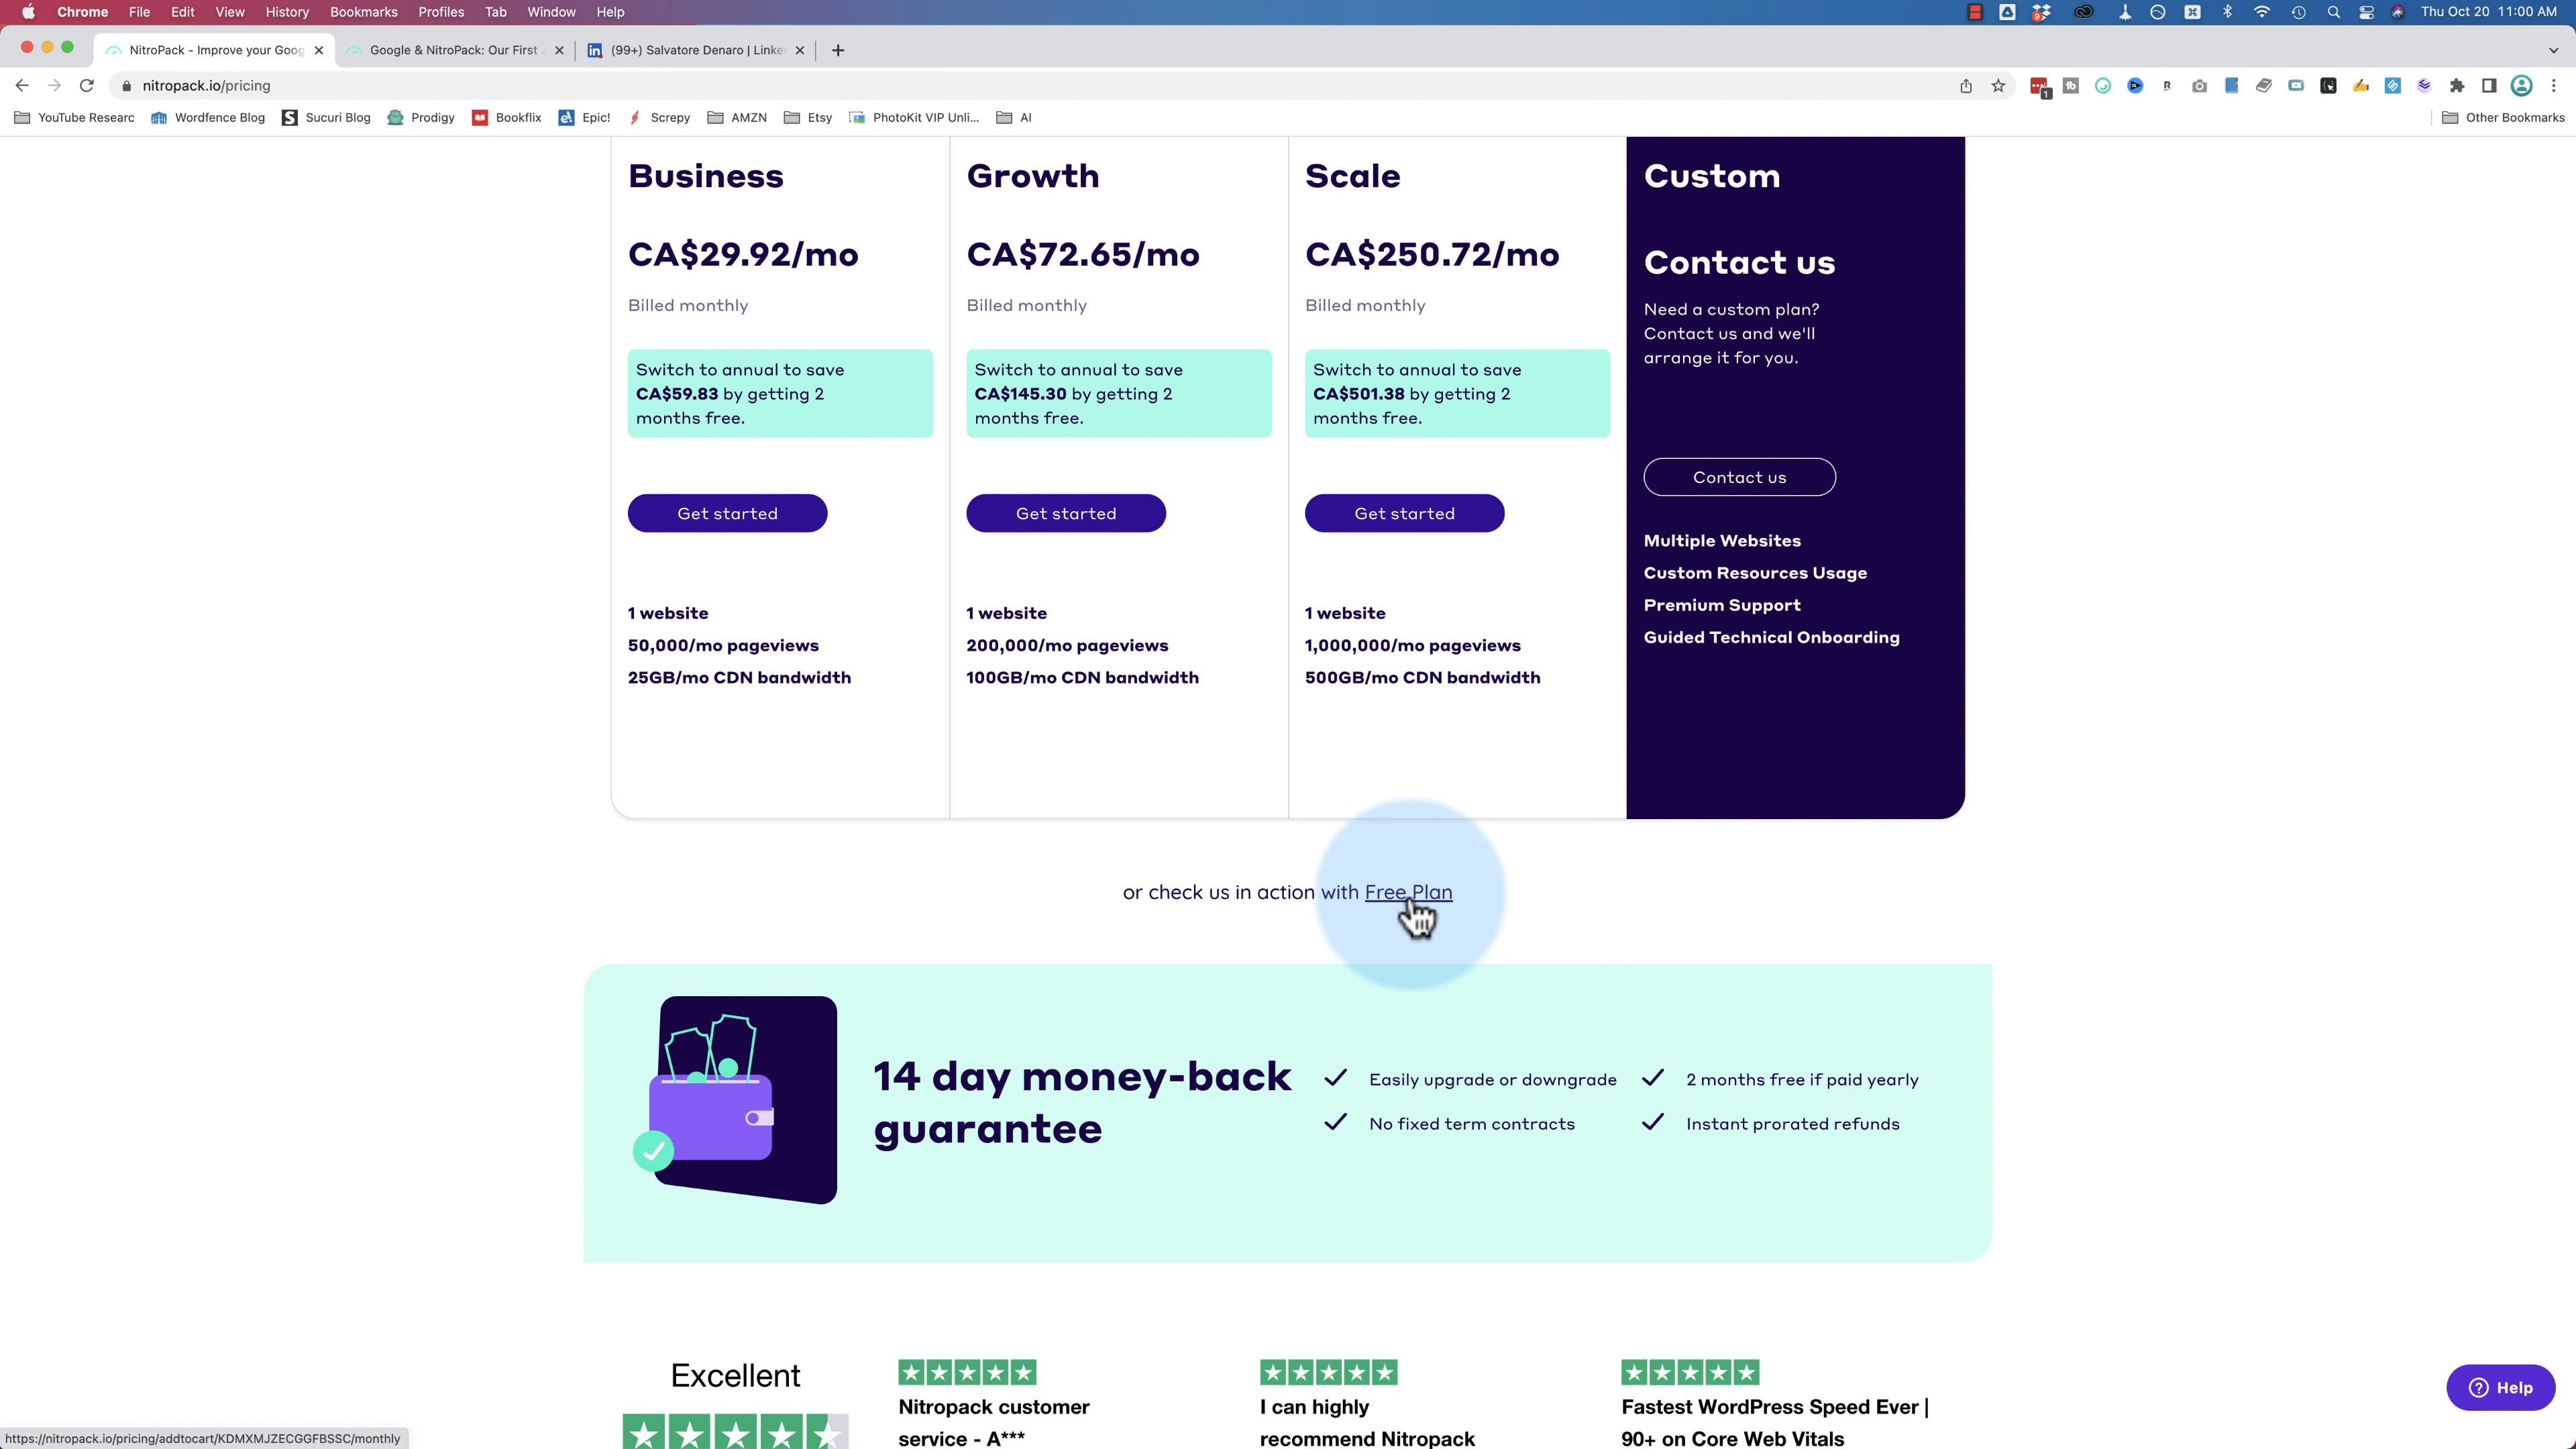 Chrome File Edit View History Bookmarks Profiles Tab Window Help Thu Oct 20 11:00 AM
NitroPack - Improve your Goog Google & NitroPack: Our First J (99+) Salvatore Denaro | Linke
nitropack.io/pricing
YouTube Researc Wordfence Blog Sucuri Blog Prodigy Bookflix Epic! Screpy AMZN Etsy PhotoKit VIP Unli... AI Other Bookmarks
Business
CA$29.92/mo
Billed monthly
Switch to annual to save
CA$59.83 by getting 2
months free.
Get started
1 website
50,000/mo pageviews
25GB/mo CDN bandwidth
Growth
CA$72.65/mo
Billed monthly
Switch to annual to save
CA$145.30 by getting 2
months free.
Get started
1 website
200,000/mo pageviews
100GB/mo CDN bandwidth
Scale
CA$250.72/mo
Billed monthly
Switch to annual to save
CA$501.38 by getting 2
months free.
Get started
1 website
1,000,000/mo pageviews
500GB/mo CDN bandwidth
Custom
Contact us
Need a custom plan?
Contact us and we'll
arrange it for you.
Contact us
Multiple Websites
Custom Resources Usage
Premium Support
Guided Technical Onboarding
or check us in action with Free Plan
14 day money-back
guarantee
Easily upgrade or downgrade
No fixed term contracts
2 months free if paid yearly
Instant prorated refunds
Excellent
Nitropack customer
service - A***
I can highly
recommend Nitropack
Fastest WordPress Speed Ever |
90+ on Core Web Vitals
Help
https://nitropack.io/pricing/addtocart/KDMXMJZECGGFBSSC/monthly